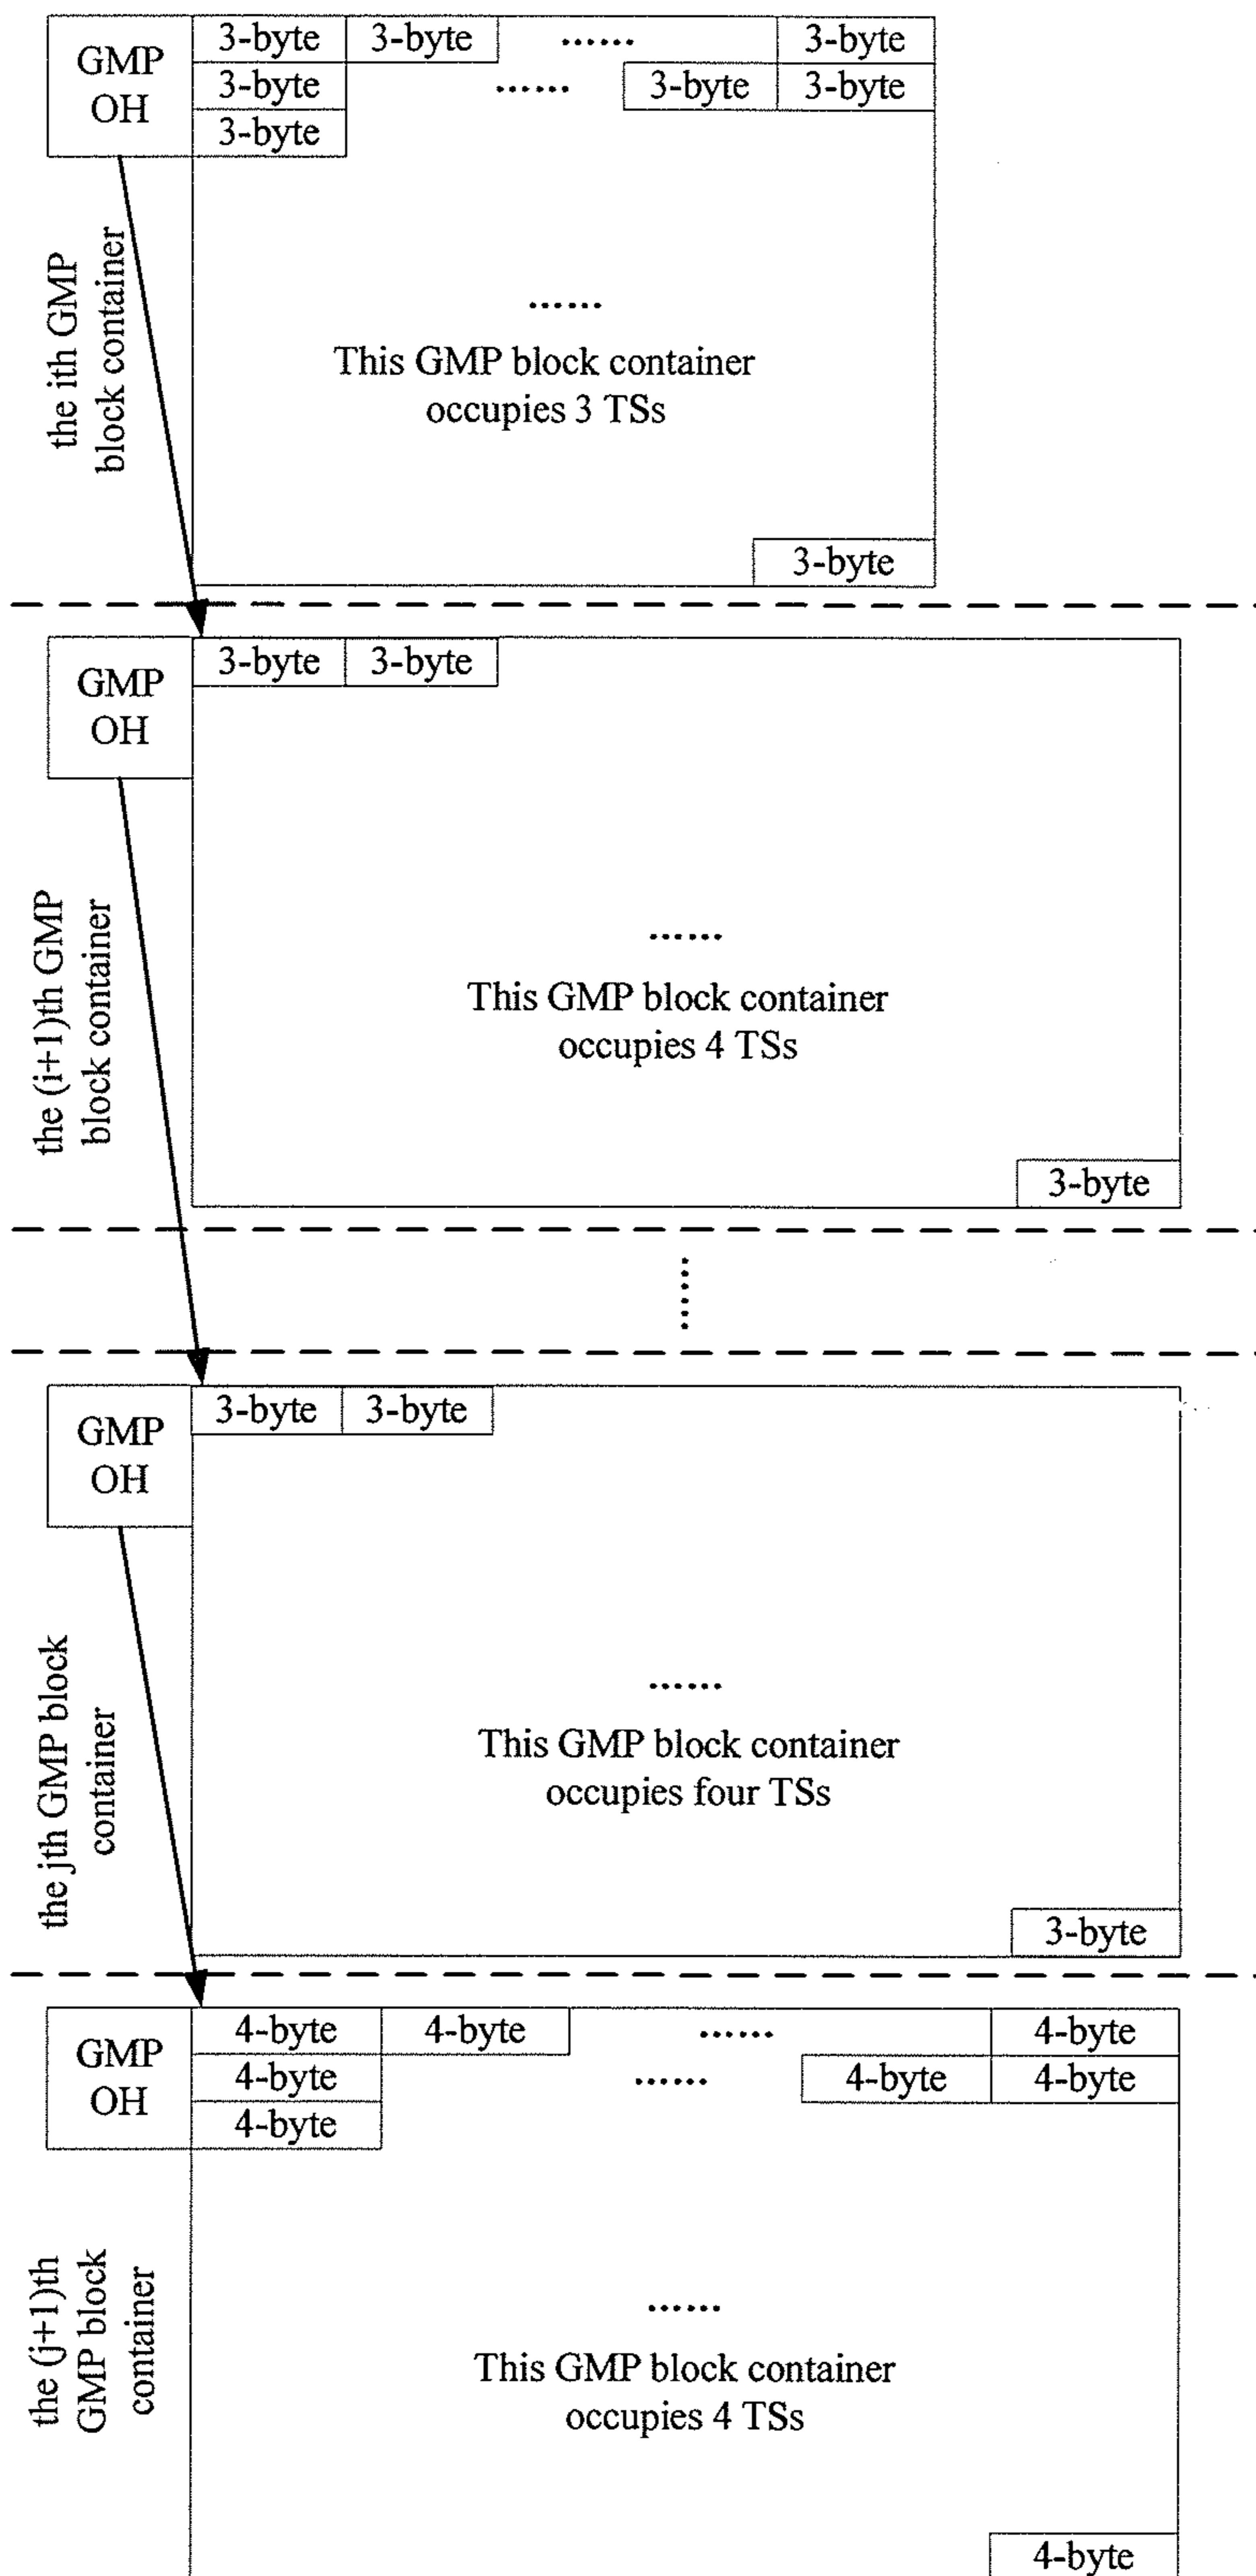 GMP
OH
3-byte 3-byte ...... 3-byte
3-byte ...... 3-byte 3-byte
3-byte
the ith GMP
block container
......
This GMP block container
occupies 3 TSs
3-byte
GMP
OH
3-byte 3-byte
the (i+1)th GMP
block container
......
This GMP block container
occupies 4 TSs
3-byte
......
GMP
OH
3-byte 3-byte
the jth GMP block
container
......
This GMP block container
occupies four TSs
3-byte
GMP
OH
4-byte 4-byte ...... 4-byte
4-byte ...... 4-byte 4-byte
4-byte
the (j+1)th
GMP block
container
......
This GMP block container
occupies 4 TSs
4-byte